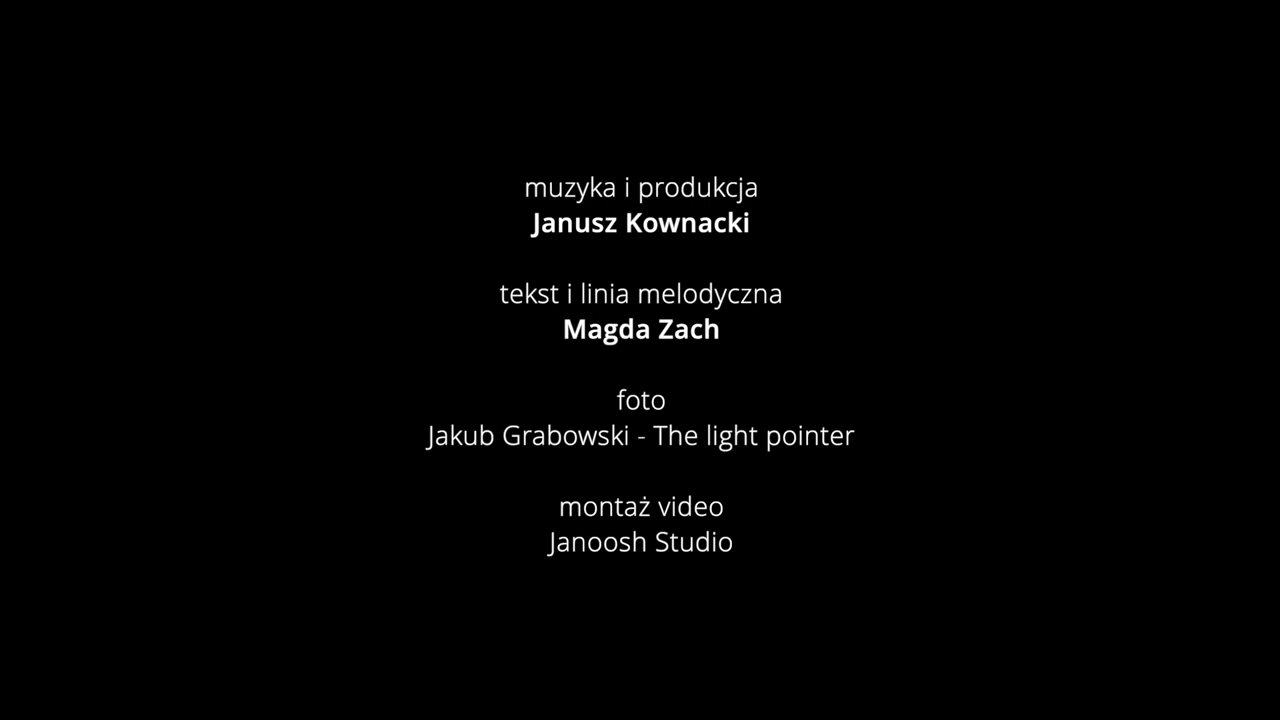 muzyka i produkcja
Janusz Kownacki
tekst i linia melodyczna
Magda Zach
foto
Jakub Grabowski - The light pointer
montaż video
Janoosh Studio